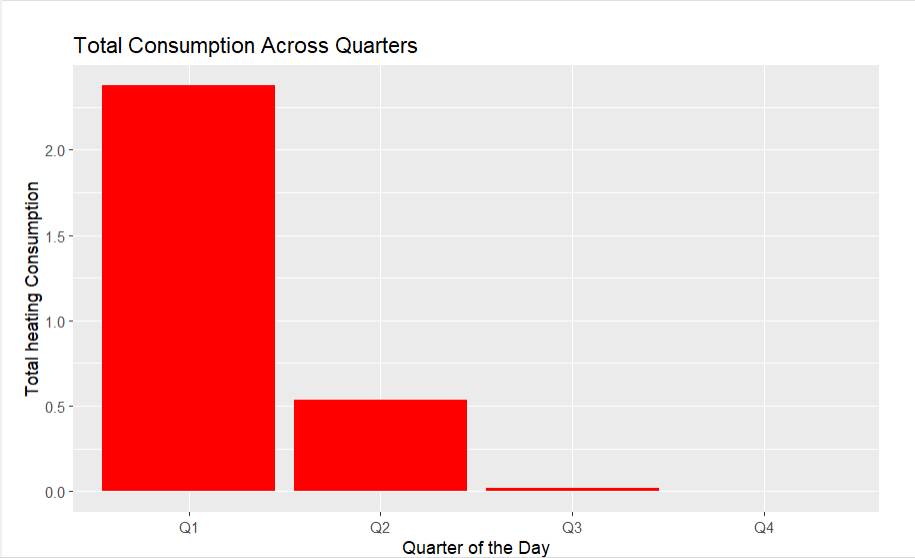 Total Consumption Across Quarters
Total heating Consumption
2.0
1.5
1.0
0.5
0.0
Q1 Q2 Q3 Q4
Quarter of the Day